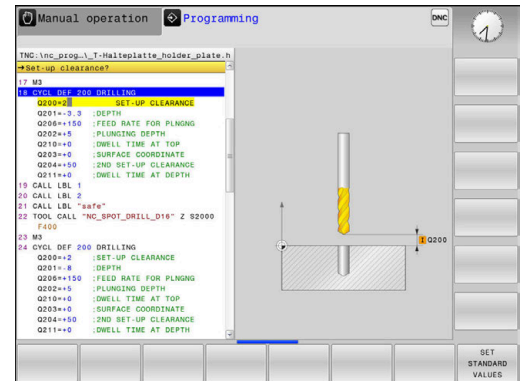 Manual operation
Programming
DNC
TNC:\nc_prog…\_T-Halteplatte_holder_plate.h
→Set-up clearance?
17 M3
18 CYCL DEF 200 DRILLING
Q200=2 SET-UP CLEARANCE
Q201=-3.3 ;DEPTH
Q206=+150 ;FEED RATE FOR PLNGNG
Q202=+5 ;PLUNGING DEPTH
Q210=+0 ;DWELL TIME AT TOP
Q203=+0 ;SURFACE COORDINATE
Q204=+50 ;2ND SET-UP CLEARANCE
Q211=+0 ;DWELL TIME AT DEPTH
19 CALL LBL 1
20 CALL LBL 2
21 CALL LBL "safe"
22 TOOL CALL "NC_SPOT_DRILL_D16" Z S2000
F400
23 M3
24 CYCL DEF 200 DRILLING
Q200=+2 ;SET-UP CLEARANCE
Q201=-8 ;DEPTH
Q206=+150 ;FEED RATE FOR PLNGNG
Q202=+5 ;PLUNGING DEPTH
Q210=+0 ;DWELL TIME AT TOP
Q203=+0 ;SURFACE COORDINATE
Q204=+50 ;2ND SET-UP CLEARANCE
Q211=+0 ;DWELL TIME AT DEPTH
I Q200
SET
STANDARD
VALUES